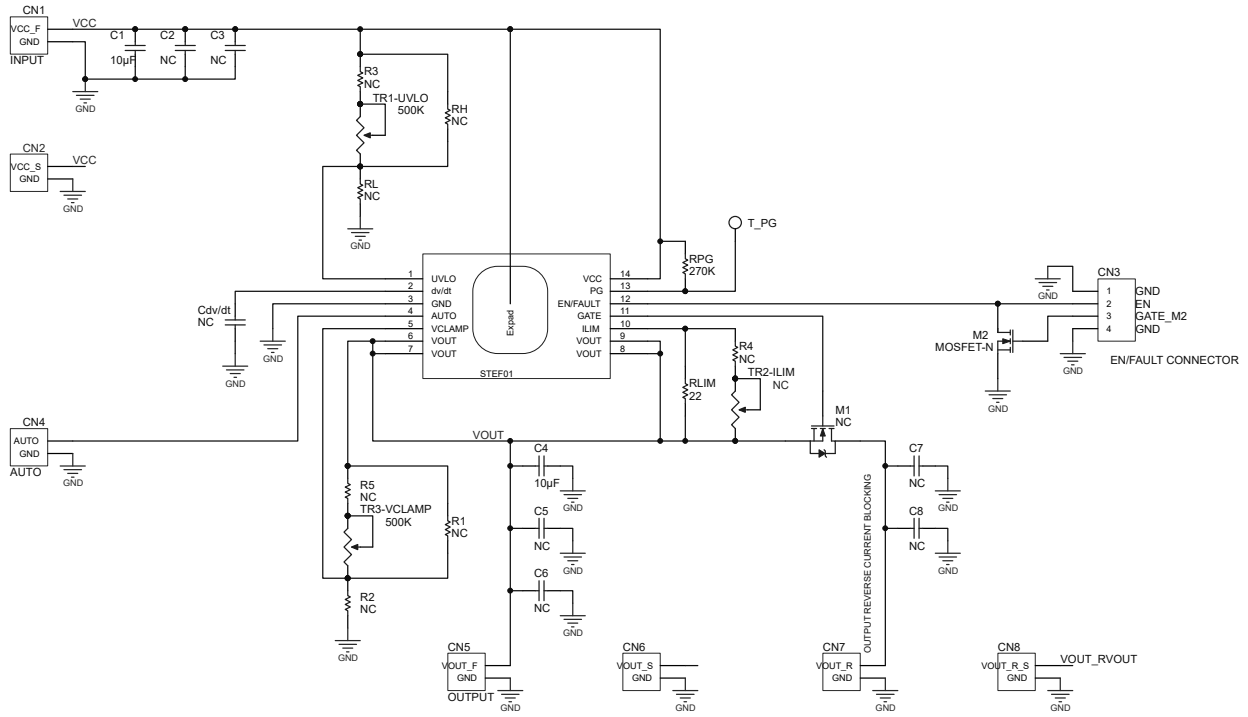 CN1
VCC_F
GND
INPUT
VCC
C1
10µF
C2
NC
C3
NC
GND
R3
NC
TR1-UVLO
500K
RH
NC
RL
NC
GND
CN2
VCC_S
GND
VCC
GND
T_PG
RPG
270K
1
2
3
4
5
6
7
UVLO
dv/dt
GND
AUTO
VCLAMP
VOUT
VOUT
Expad
VCC
PG
EN/FAULT
GATE
ILIM
VOUT
VOUT
14
13
12
11
10
9
8
STEF01
Cdv/dt
NC
GND
GND
GND
CN3
1
2
3
4
GND
EN
GATE_M2
GND
GND
EN/FAULT CONNECTOR
M2
MOSFET-N
GND
R4
NC
TR2-ILIM
NC
RLIM
22
M1
NC
CN4
AUTO
GND
AUTO
GND
VOUT
C4
10µF
GND
C5
NC
GND
C6
NC
GND
R5
NC
TR3-VCLAMP
500K
R1
NC
R2
NC
GND
C7
NC
GND
C8
NC
GND
OUTPUT REVERSE CURRENT BLOCKING
CN5
VOUT_F
GND
OUTPUT
GND
CN6
VOUT_S
GND
GND
CN7
VOUT_R
GND
GND
CN8
VOUT_R_S
GND
VOUT_RVOUT
GND